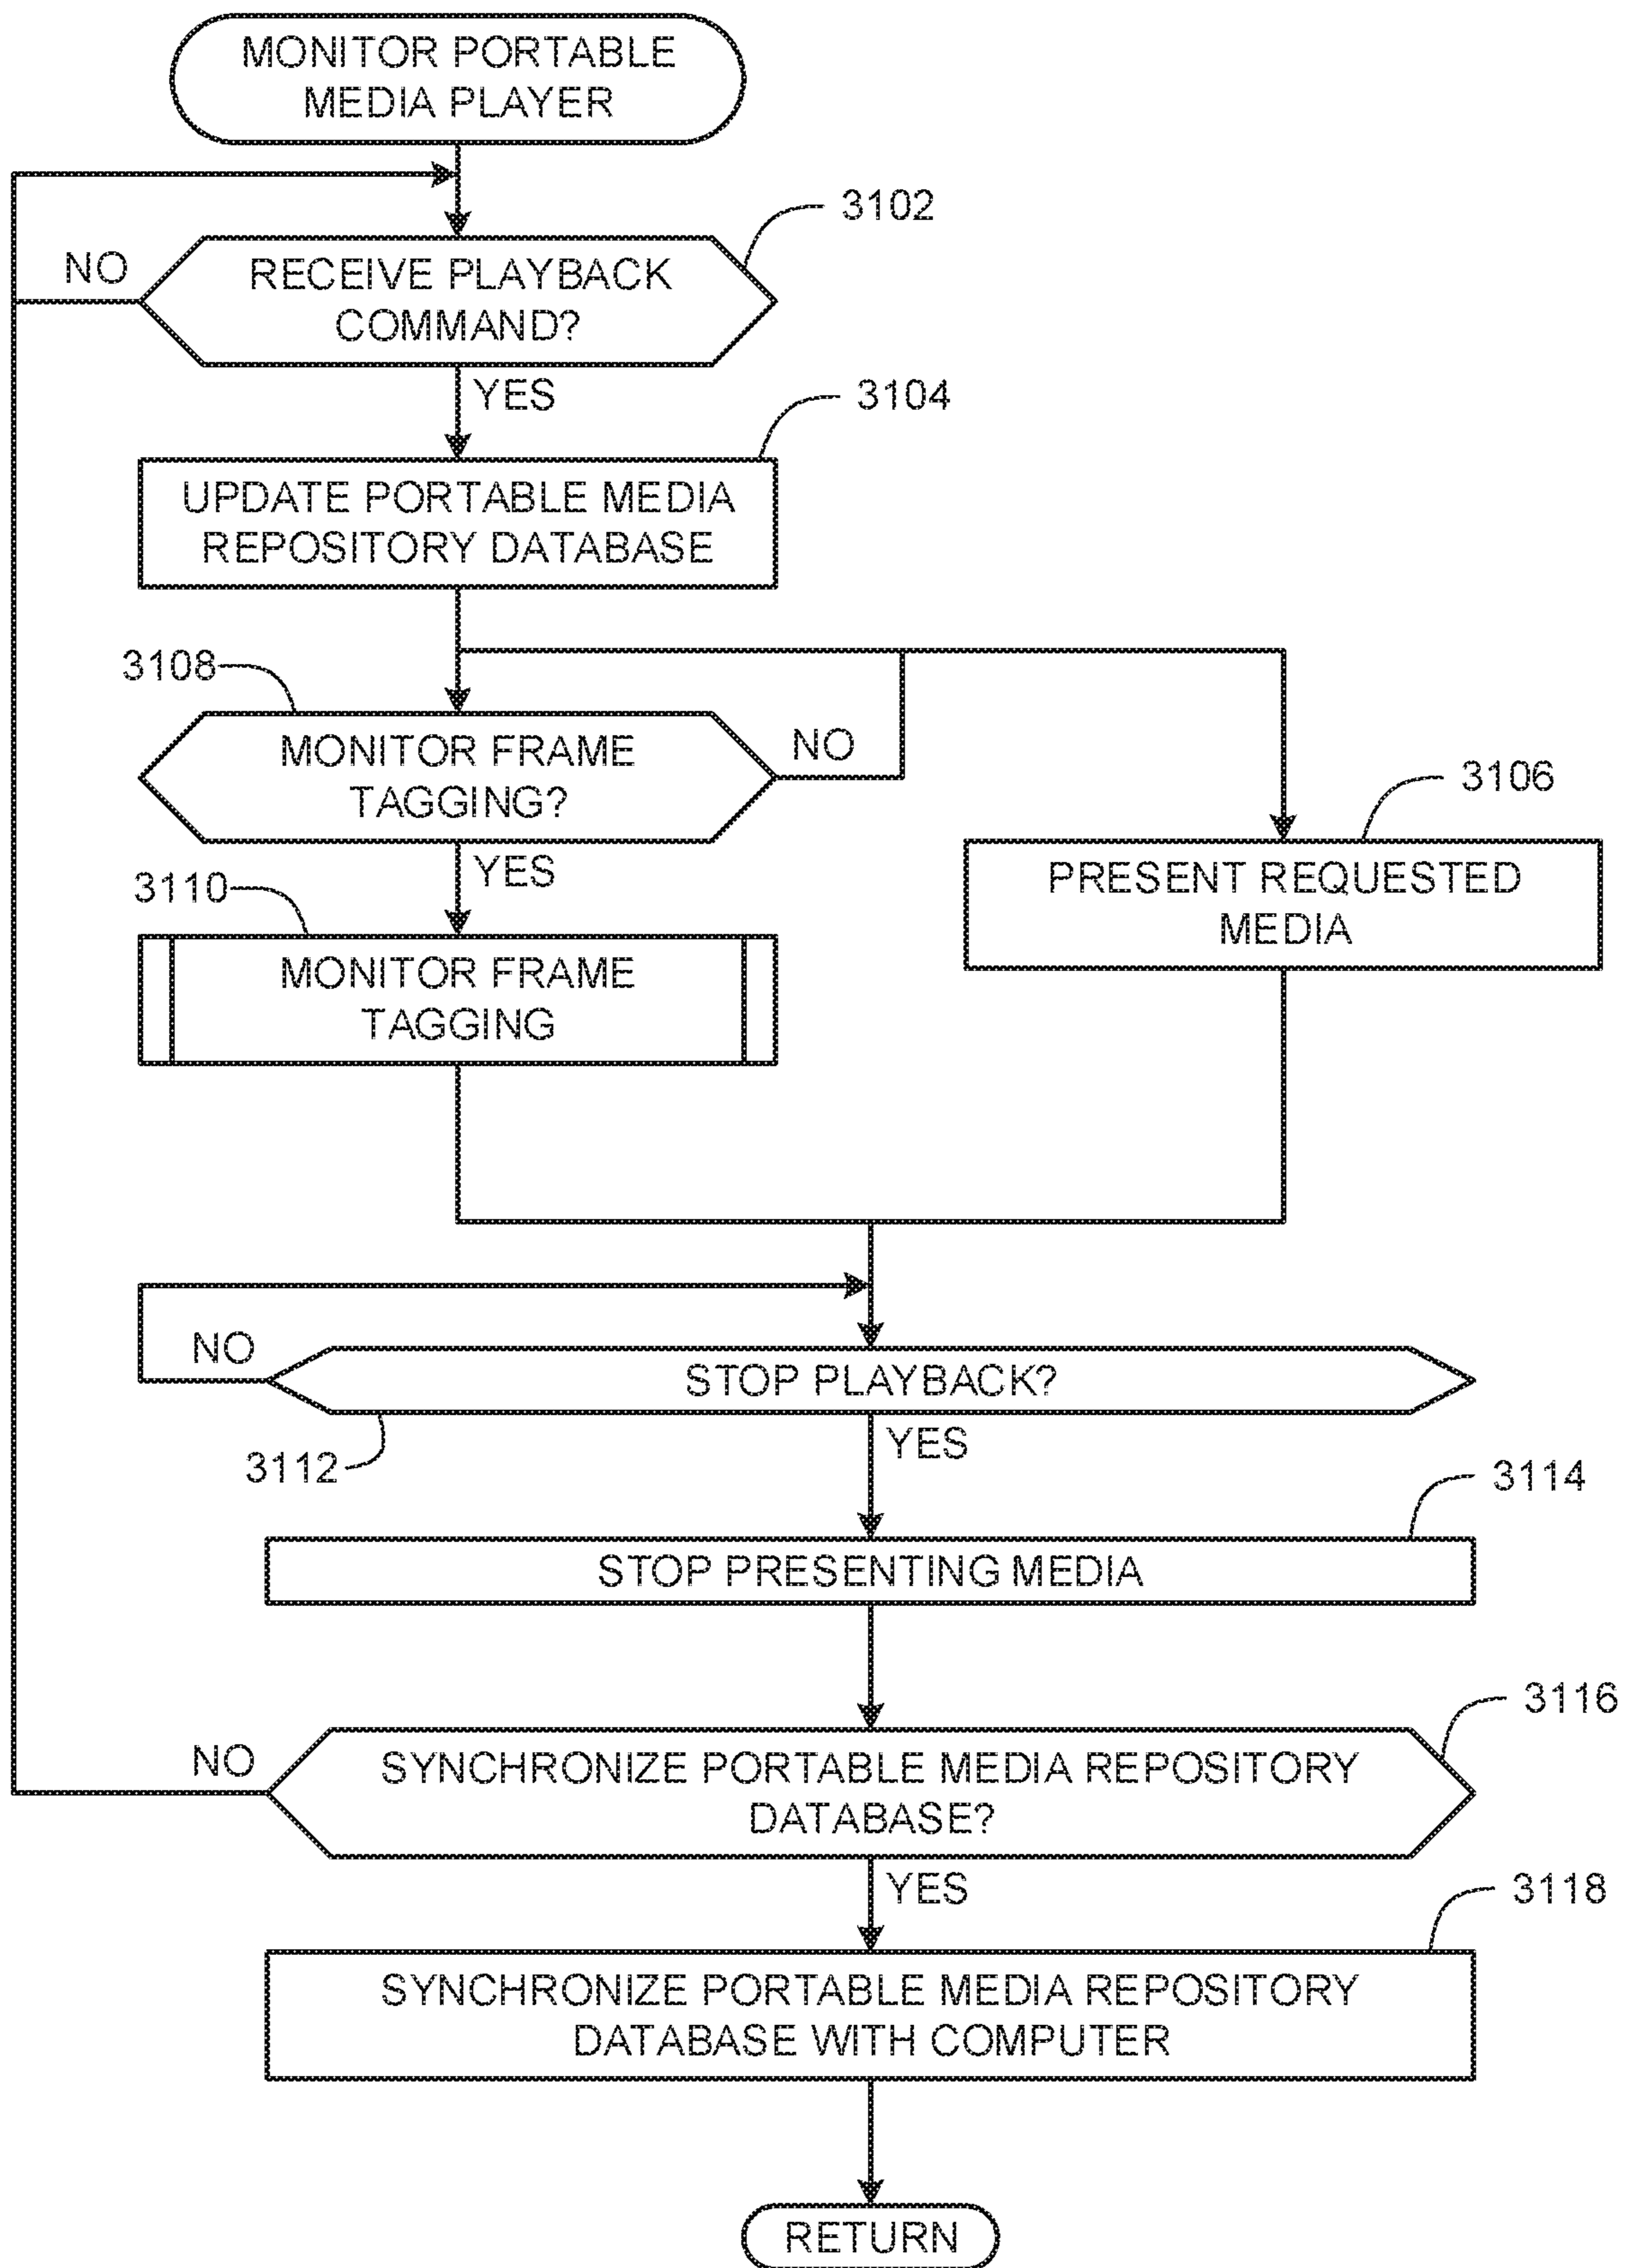 MONITOR PORTABLE
MEDIA PLAYER
3102
NO
RECEIVE PLAYBACK
COMMAND?
YES
3104
UPDATE PORTABLE MEDIA
REPOSITORY DATABASE
3108
MONITOR FRAME
TAGGING?
NO
3106
YES
PRESENT REQUESTED
MEDIA
3110
MONITOR FRAME
TAGGING
NO
STOP PLAYBACK?
3112
YES
3114
STOP PRESENTING MEDIA
3116
NO
SYNCHRONIZE PORTABLE MEDIA REPOSITORY
DATABASE?
YES
3118
SYNCHRONIZE PORTABLE MEDIA REPOSITORY
DATABASE WITH COMPUTER
RETURN